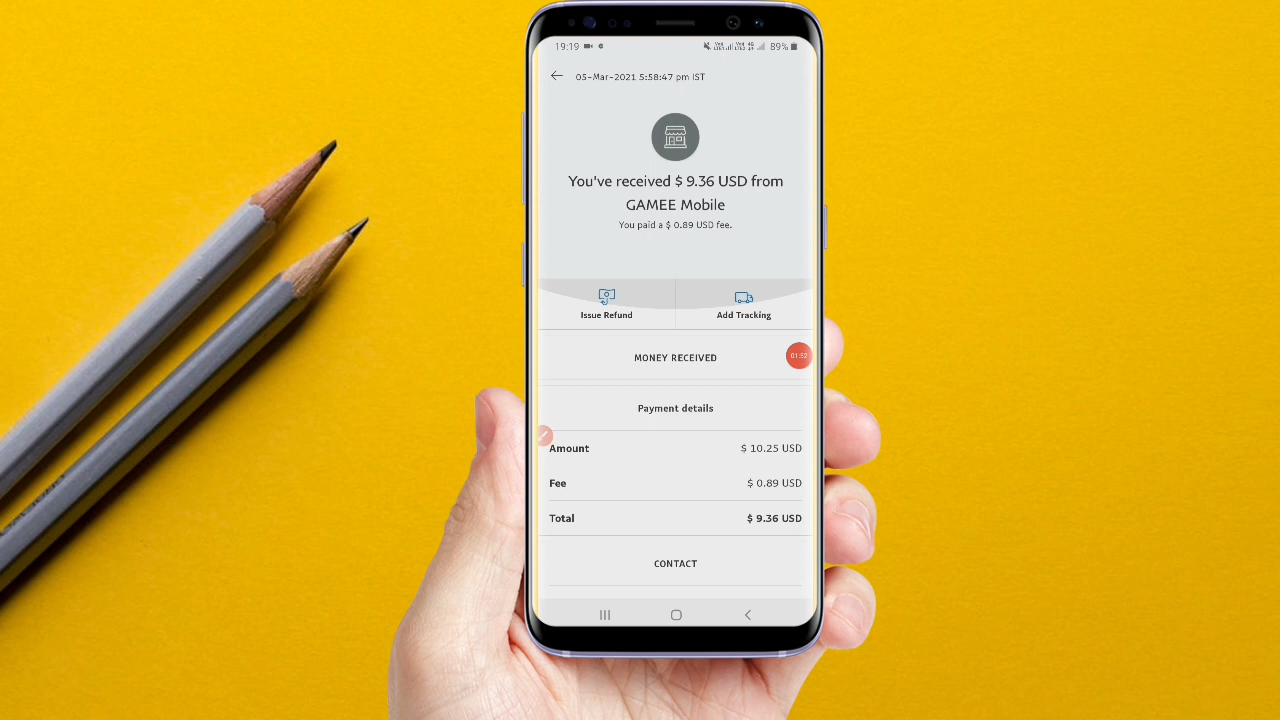 19:19
89%
05-Mar-2021 5:58:47 pm IST
You've received $ 9.36 USD from
GAMEE Mobile
You paid a $ 0.89 USD fee.
Issue Refund
Add Tracking
MONEY RECEIVED
01:52
Payment details
Amount $ 10.25 USD
Fee $ 0.89 USD
Total $ 9.36 USD
CONTACT